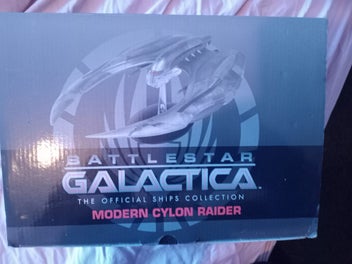 BATTLESTAR
GALACTICA
THE OFFICIAL SHIPS COLLECTION
MODERN CYLON RAIDER